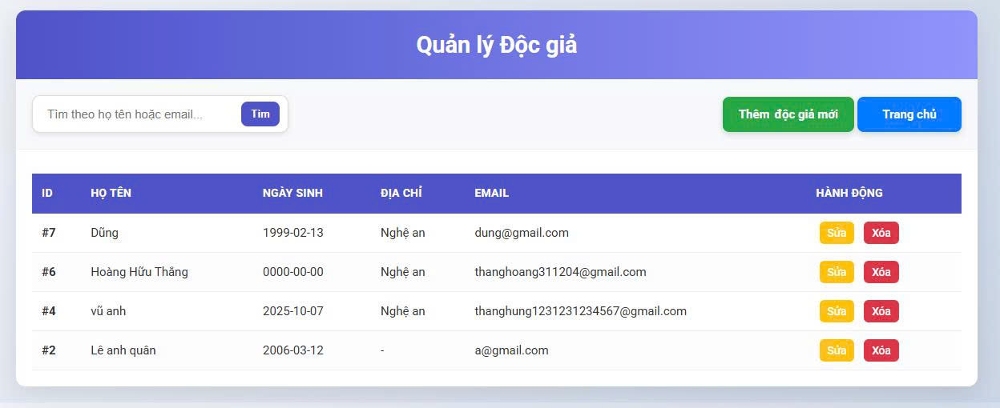 Quản lý Độc giả
Tìm theo họ tên hoặc email... Tìm Thêm độc giả mới Trang chủ
ID HỌ TÊN NGÀY SINH ĐỊA CHỈ EMAIL HÀNH ĐỘNG
#7 Dũng 1999-02-13 Nghệ an dung@gmail.com Sửa Xóa
#6 Hoàng Hữu Thắng 0000-00-00 Nghệ an thanghoang311204@gmail.com Sửa Xóa
#4 vũ anh 2025-10-07 Nghệ an thanghung1231231234567@gmail.com Sửa Xóa
#2 Lê anh quân 2006-03-12 - a@gmail.com Sửa Xóa